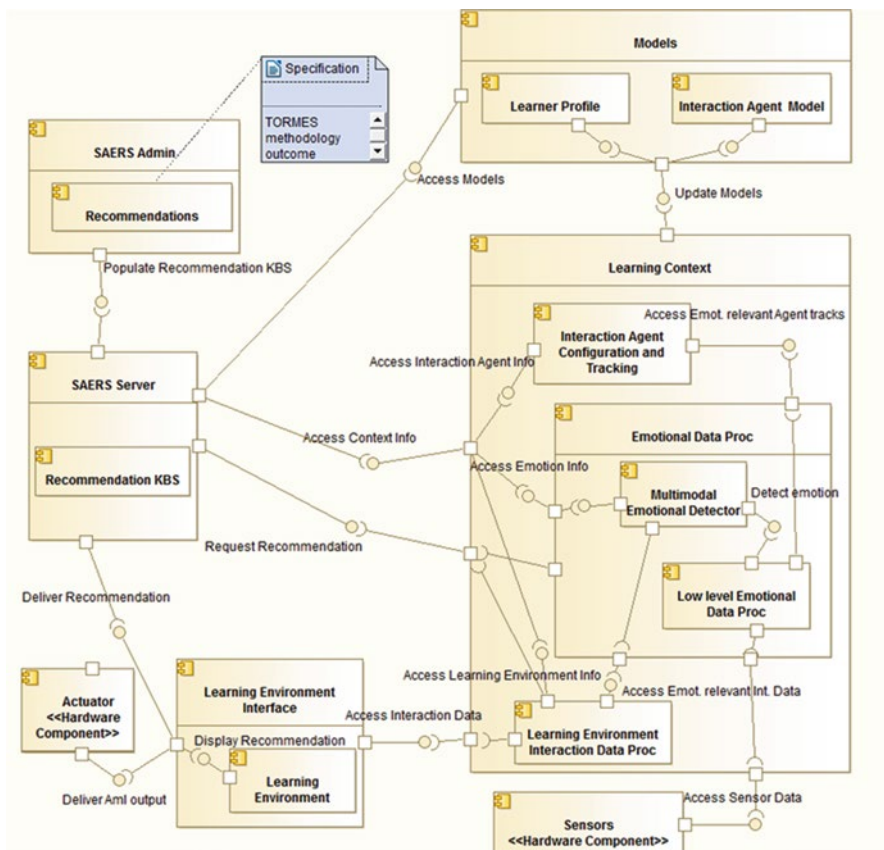 Models
Specification
Learner Profile
Interaction Agent  Model
TORMES
methodology
outcome
SAERS Admin
Access Models
Update Models
Recommendations
Populate Recommendation KBS
Learning Context
Access Emot. relevant Agent tracks
Interaction Agent
Configuration and
Tracking
Access Interaction Agent Info
SAERS Server
Access Context Info
Emotional Data Proc
Access Emotion Info
Recommendation KBS
Multimodal
Emotional Detector
Detect emotion
Request Recommendation
Deliver Recommendation
Low level Emotional
Data Proc
Access Learning Environment Info
Actuator
<<Hardware
Component>>
Learning Environment
Interface
Access Emot. relevant Int. Data
Access Interaction Data
Display Recommendation
Learning Environment
Interaction Data Proc
Learning
Environment
Deliver AmI output
Access Sensor Data
Sensors
<<Hardware Component>>